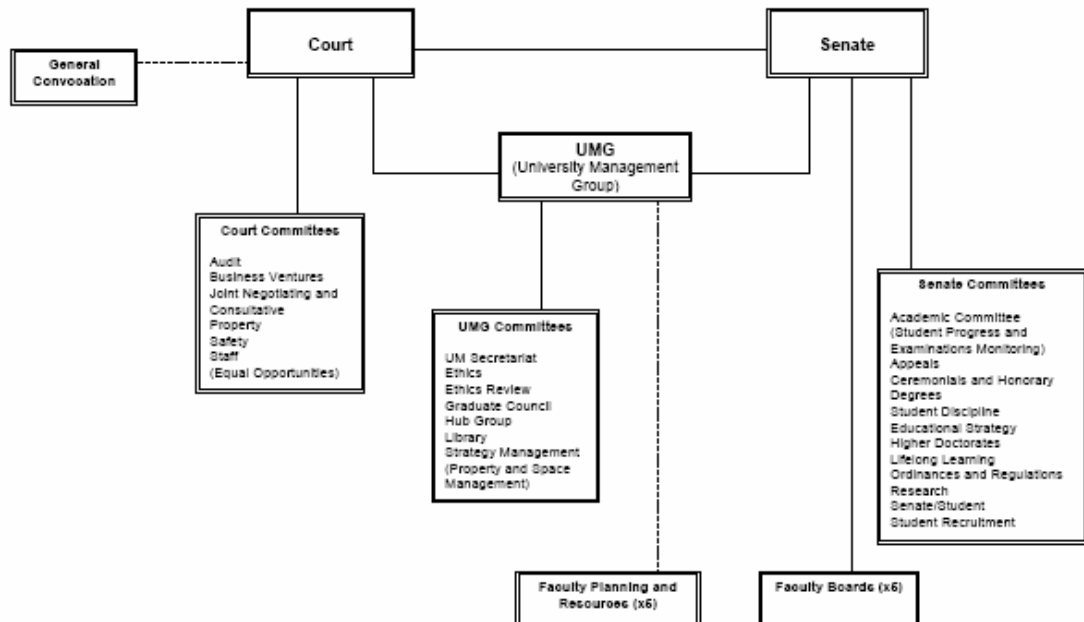 Court
Senate
General
Convocation
UMG
(University Management
Group)
Court Committees
Audit
Business Ventures
Joint Negotiating and
Consultative
Property
Safety
Staff
(Equal Opportunities)
UMG Committees
UM Secretariat
Ethics
Ethics Review
Graduate Council
Hub Group
Library
Strategy Management
(Property and Space
Management)
Senate Committees
Academic Committee
(Student Progress and
Examinations Monitoring)
Appeals
Ceremonials and Honorary
Degrees
Student Discipline
Educational Strategy
Higher Doctorates
Lifelong Learning
Ordinances and Regulations
Research
Senate/Student
Student Recruitment
Faculty Planning and
Resources (x5)
Faculty Boards (x5)